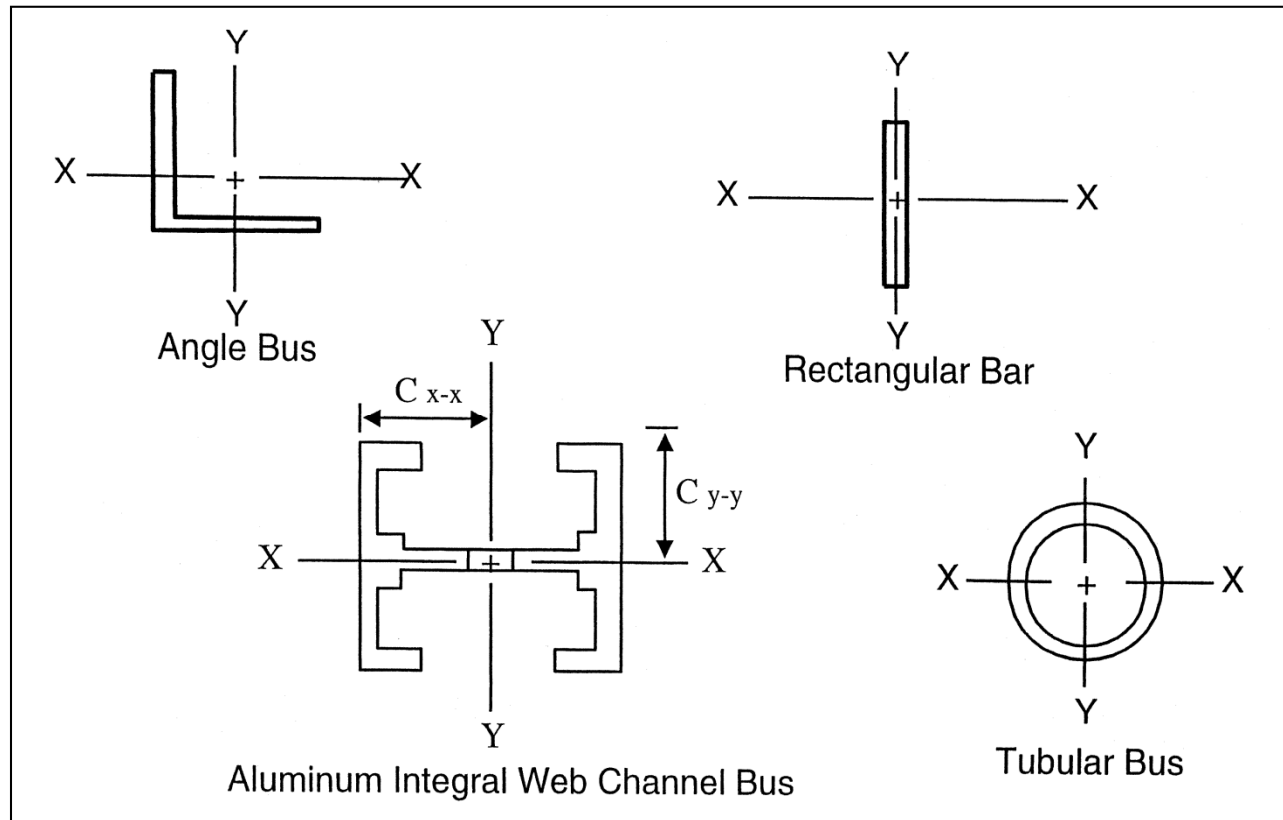 Y
X X
Y
Angle Bus
Y
X X
Y
Rectangular Bar
Y
C x-x
C y-y
X X
Y
Aluminum Integral Web Channel Bus
Y
X X
Y
Tubular Bus